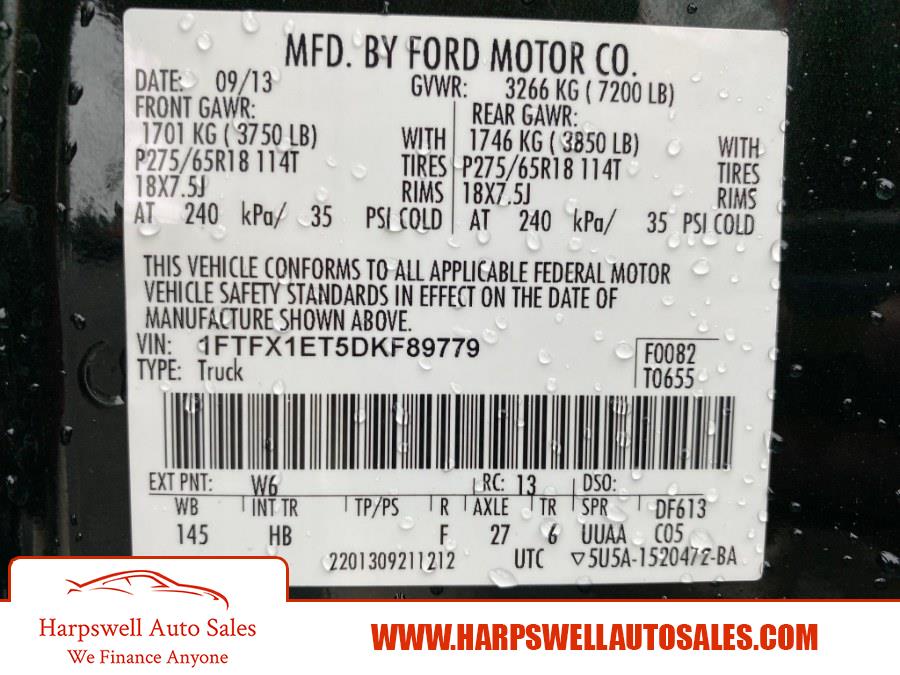 MFD. BY FORD MOTOR CO.
DATE: 09/13 GVWR: 3266 KG ( 7200 LB)
FRONT GAWR: REAR GAWR:
1701 KG ( 3750 LB) WITH 1746 KG ( 3850 LB) WITH
P275/65R18 114T TIRES P275/65R18 114T TIRES
18X7.5J RIMS 18X7.5J RIMS
AT 240 kPa/ 35 PSI COLD AT 240 kPa/ 35 PSI COLD
THIS VEHICLE CONFORMS TO ALL APPLICABLE FEDERAL MOTOR
VEHICLE SAFETY STANDARDS IN EFFECT ON THE DATE OF
MANUFACTURE SHOWN ABOVE.
VIN: 1FTFX1ET5DKF89779 F0082
TYPE: Truck T0655
EXT PNT: W6 RC: 13 DSO:
WB INT TR TP/PS R AXLE TR SPR DF613
145 HB F 27 6 UUAA C05
2201309211212 UTC ▽5U5A-1520472-BA
Harpswell Auto Sales
We Finance Anyone
WWW.HARPSWELLAUTOSALES.COM